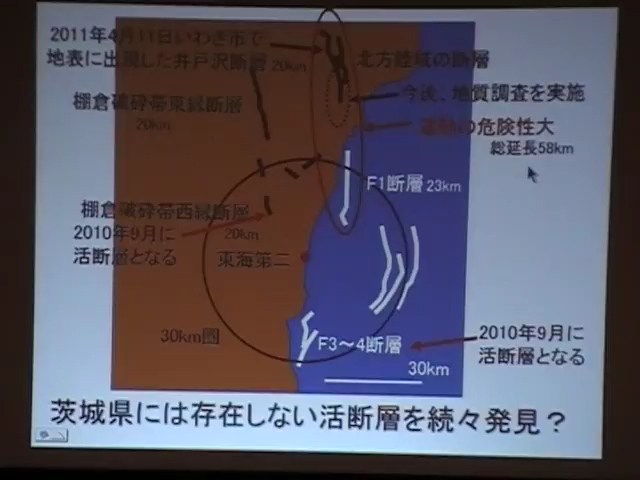 2011年4月11日いわき市で
地表に出現した井戸沢断層 20km
北方陸域の断層
棚倉破砕帯東縁断層
20km
今後、地質調査を実施
連動の危険性大
総延長58km
F1断層 23km
棚倉破砕帯西縁断層
20km
2010年9月に
活断層となる
東海第二
30km圏
F3〜4断層
2010年9月に
活断層となる
30km
茨城県には存在しない活断層を続々発見？